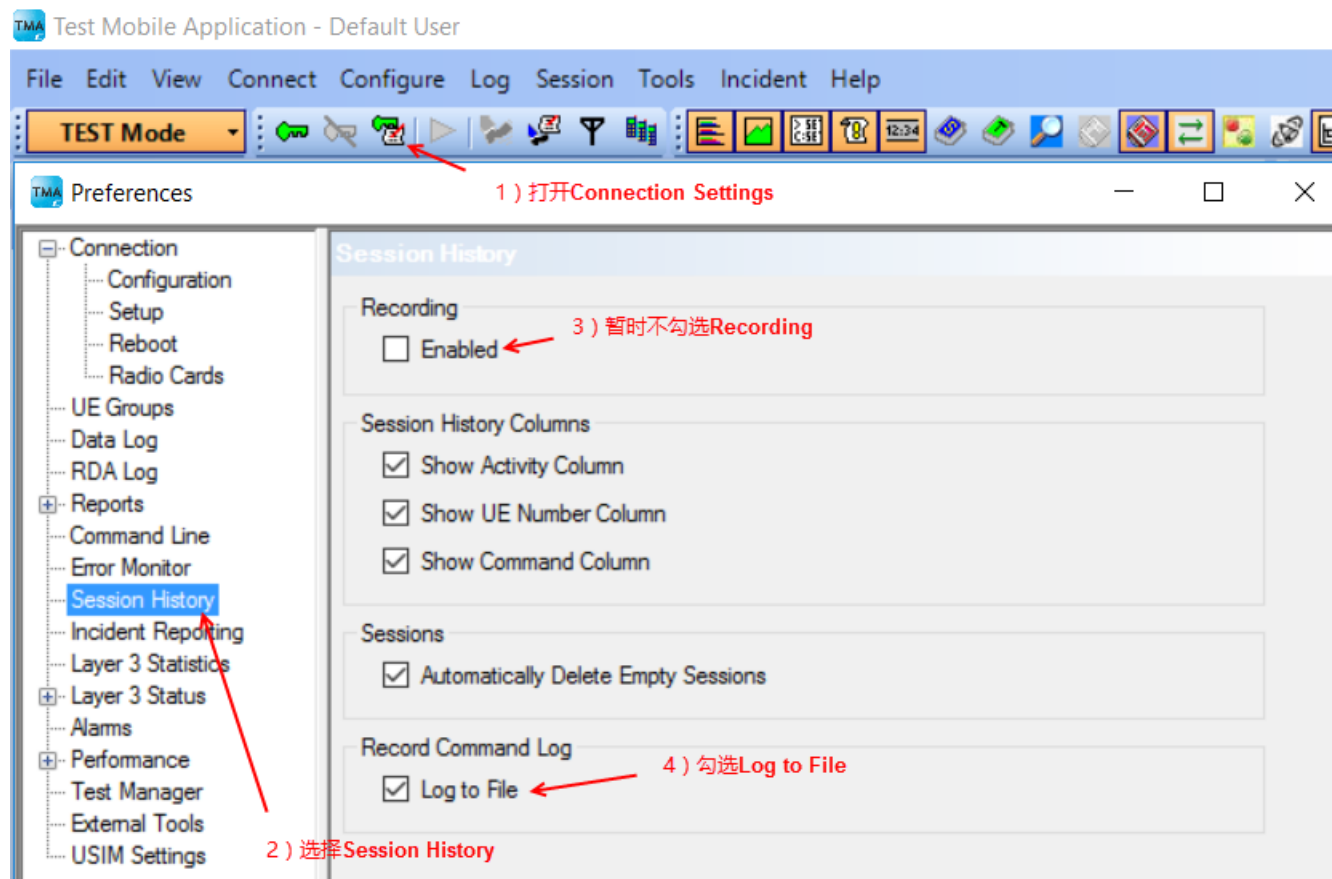 TMA Test Mobile Application - Default User
File Edit View Connect Configure Log Session Tools Incident Help
TEST Mode
12:34
TMA Preferences
1）打开Connection Settings
Connection
Configuration
Setup
Reboot
Radio Cards
UE Groups
Data Log
RDA Log
Reports
Command Line
Error Monitor
Session History
Incident Reporting
Layer 3 Statistics
Layer 3 Status
Alarms
Performance
Test Manager
External Tools
USIM Settings
2）选择Session History
Session History
Recording
Enabled
3）暂时不勾选Recording
Session History Columns
Show Activity Column
Show UE Number Column
Show Command Column
Sessions
Automatically Delete Empty Sessions
Record Command Log
Log to File
4）勾选Log to File